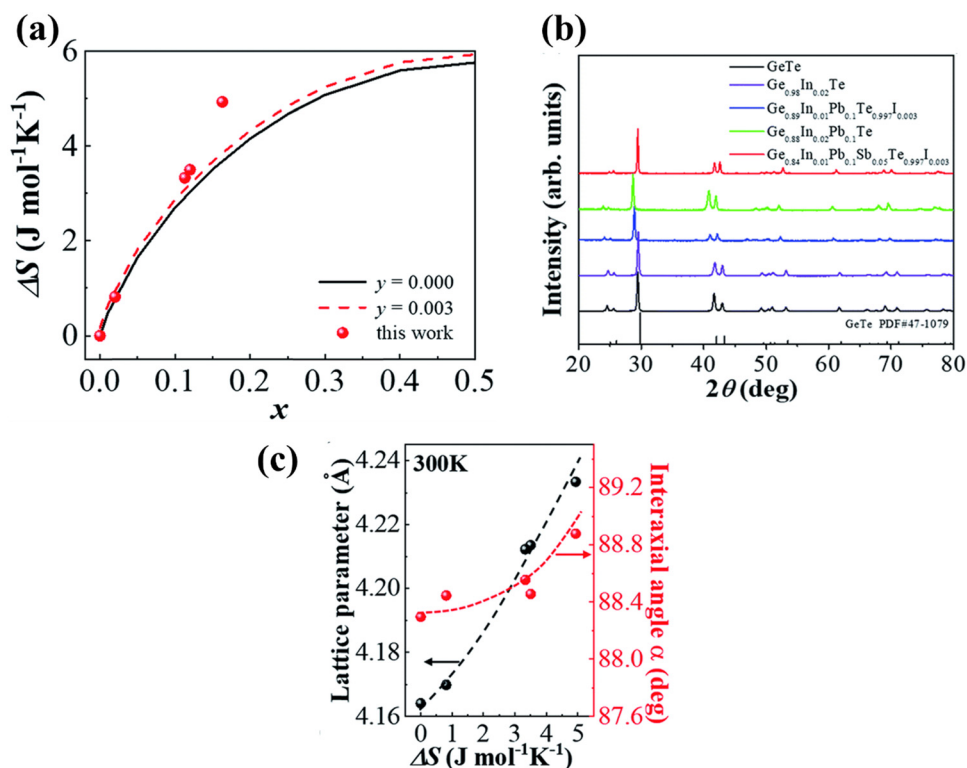 (a)
6
4
2
0
ΔS (J mol⁻¹K⁻¹)
y = 0.000
y = 0.003
this work
0.0 0.1 0.2 0.3 0.4 0.5
x
(b)
GeTe
Ge₀.₉₈In₀.₀₂Te
Ge₀.₈₉In₀.₀₁Pb₀.₁Te₀.₉₉₇I₀.₀₀₃
Ge₀.₈₈In₀.₀₂Pb₀.₁Te
Ge₀.₈₄In₀.₀₁Pb₀.₁Sb₀.₀₅Te₀.₉₉₇I₀.₀₀₃
Intensity (arb. units)
GeTe PDF#47-1079
20 30 40 50 60 70 80
2θ (deg)
(c)
300K
4.24
4.22
4.20
4.18
4.16
Lattice parameter (Å)
89.2
88.8
88.4
88.0
87.6
Interaxial angle α (deg)
0 1 2 3 4 5
ΔS (J mol⁻¹K⁻¹)